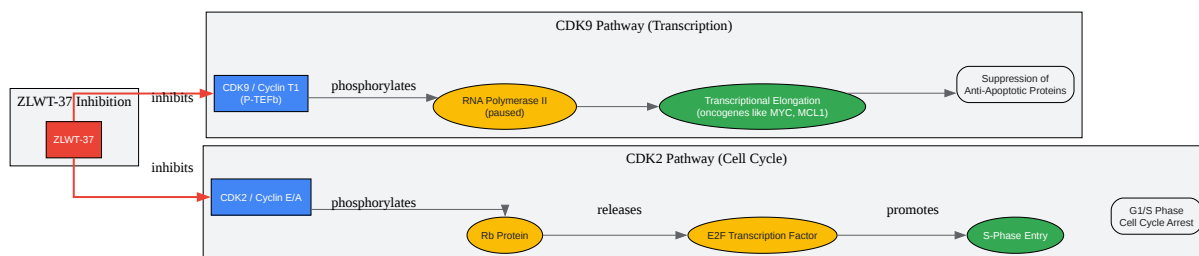 CDK9 Pathway (Transcription)
ZLWT-37 Inhibition
ZLWT-37
inhibits
CDK9 / Cyclin T1
(P-TEFb)
phosphorylates
RNA Polymerase II
(paused)
Transcriptional Elongation
(oncogenes like MYC, MCL1)
Suppression of
Anti-Apoptotic Proteins
CDK2 Pathway (Cell Cycle)
inhibits
CDK2 / Cyclin E/A
phosphorylates
Rb Protein
releases
E2F Transcription Factor
promotes
S-Phase Entry
G1/S Phase
Cell Cycle Arrest